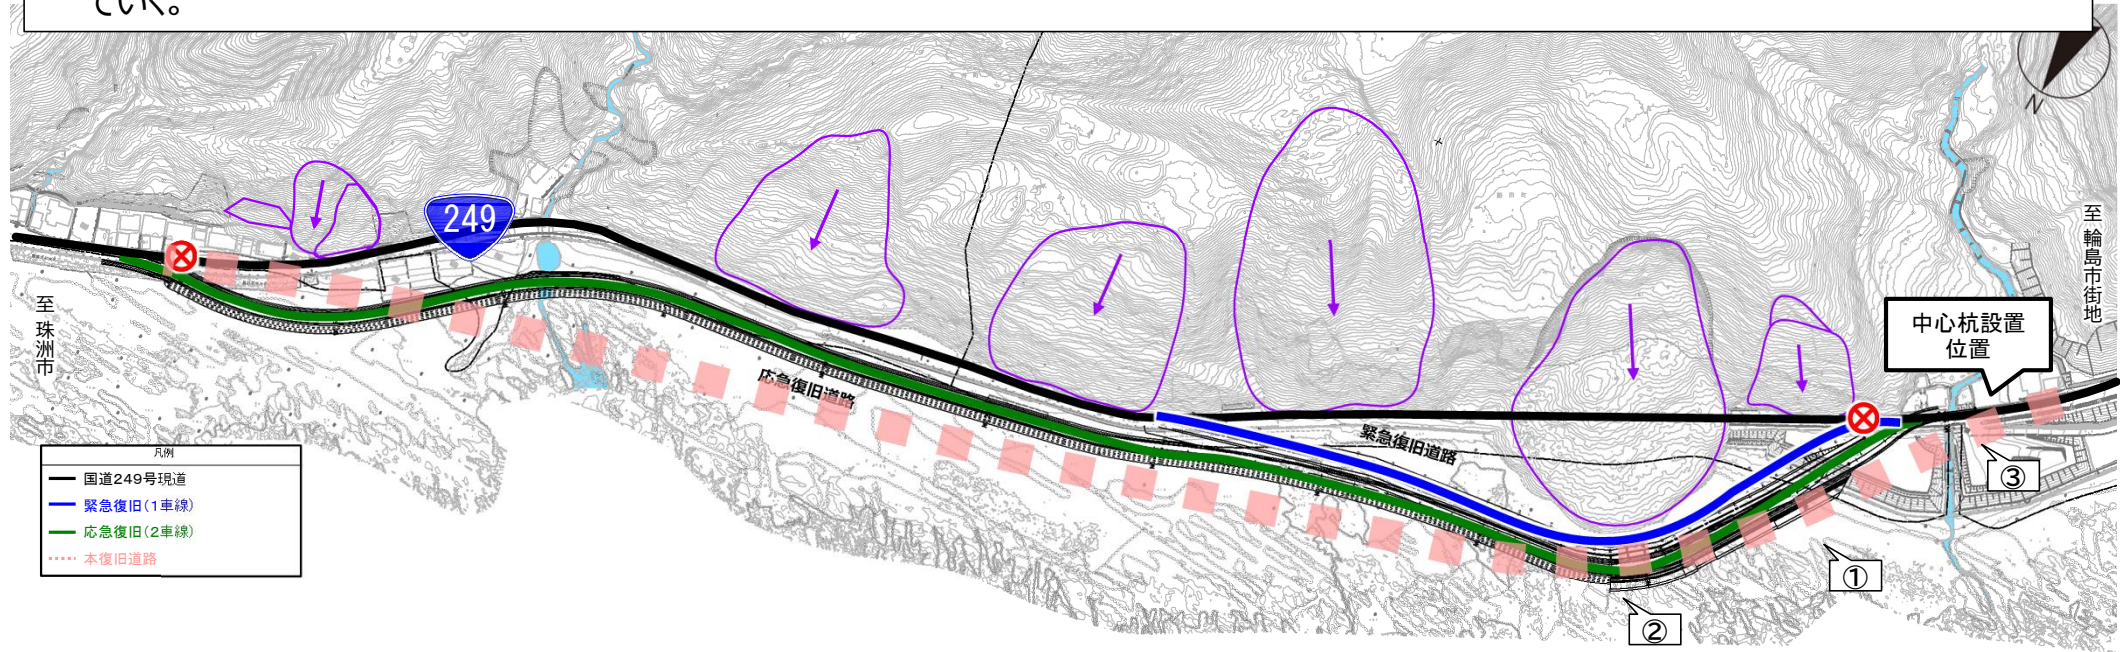 ていく。
N
249
至 珠洲市
至 輪島市街地
中心杭設置
位置
応急復旧道路
緊急復旧道路
③
①
②
凡例
国道249号現道
緊急復旧(1車線)
応急復旧(2車線)
本復旧道路